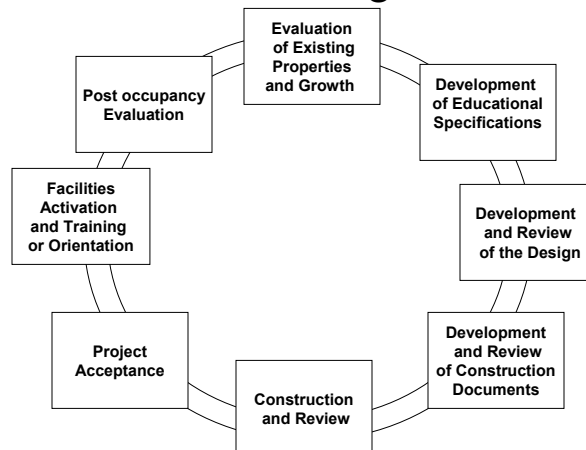 Evaluation
of Existing
Properties
and Growth
Development
of Educational
Specifications
Development
and Review
of the Design
Development
and Review
of Construction
Documents
Construction
and Review
Project
Acceptance
Facilities
Activation
and Training
or Orientation
Post occupancy
Evaluation